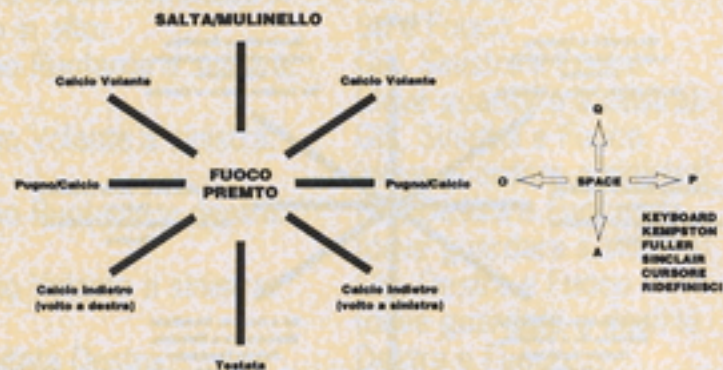 SALTA/MULINELLO
Calcio Volante
Calcio Volante
Pugno/Calcio
FUOCO
PREMTO
Pugno/Calcio
Calcio Indietro
(volto a destra)
Calcio Indietro
(volto a sinistra)
Testata
Q
O
SPACE
P
A
KEYBOARD
KEMPSTON
FULLER
SINCLAIR
CURSORE
RIDEFINISCI